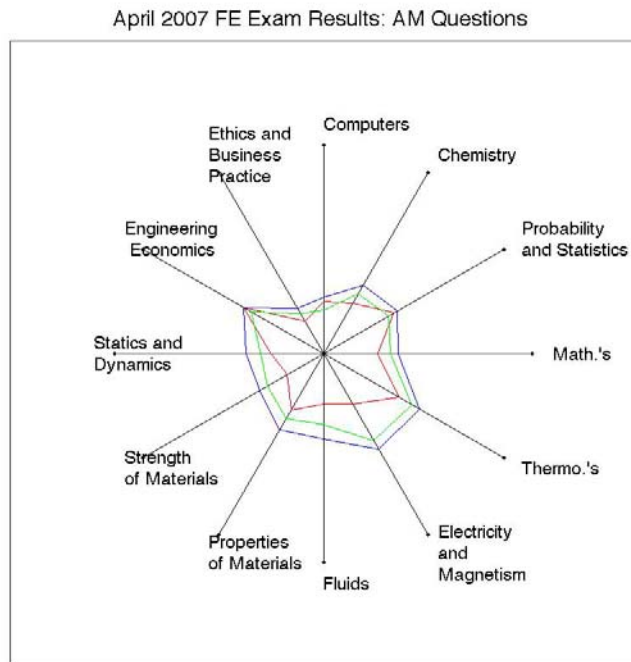 April 2007 FE Exam Results: AM Questions
Computers
Ethics and
Business
Practice
Chemistry
Engineering
Economics
Probability
and Statistics
Statics and
Dynamics
Math.'s
Strength
of Materials
Thermo.'s
Properties
of Materials
Fluids
Electricity
and
Magnetism